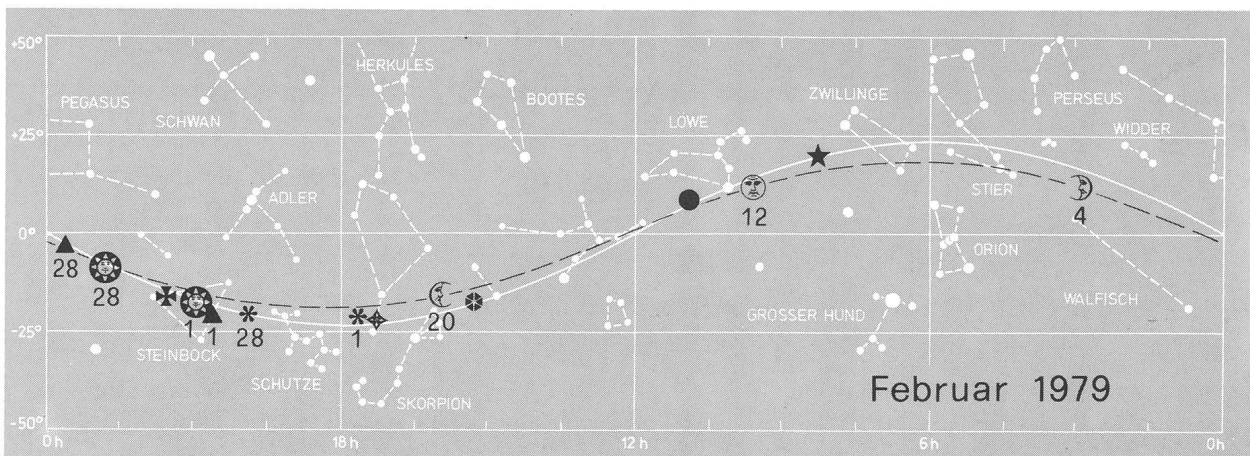 +50°
HERKULES
BOOTES
ZWILLINGE
PERSEUS
PEGASUS
SCHWAN
LÖWE
WIDDER
+25°
ADLER
STIER
12
4
0°
28
28
ORION
1
1
28
1
20
GROSSER HUND
WALFISCH
-25°
STEINBOCK
SCHÜTZE
SKORPION
Februar 1979
-50°
0h
18h
12h
6h
0h